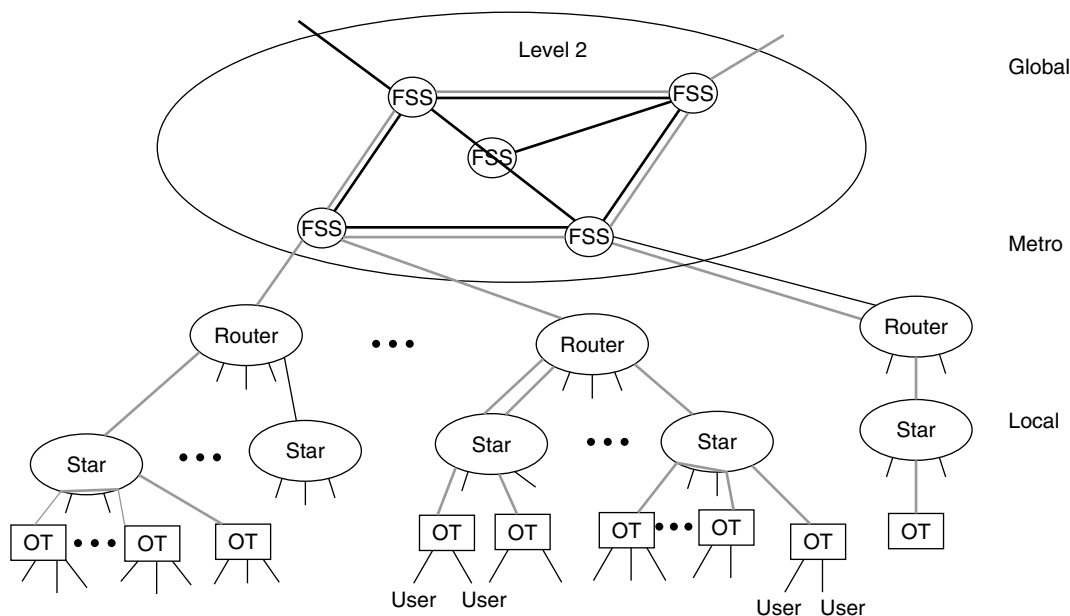 Level 2
Global
FSS
FSS
FSS
FSS
FSS
Metro
Router
Router
Router
Local
Star
Star
Star
Star
Star
OT
OT
OT
OT
OT
OT
OT
OT
OT
User
User
User
User